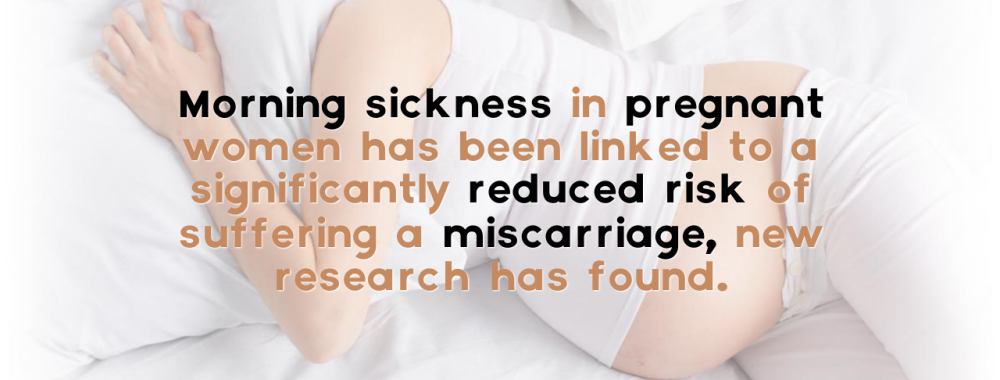 Morning sickness in pregnant
women has been linked to a
significantly reduced risk of
suffering a miscarriage, new
research has found.